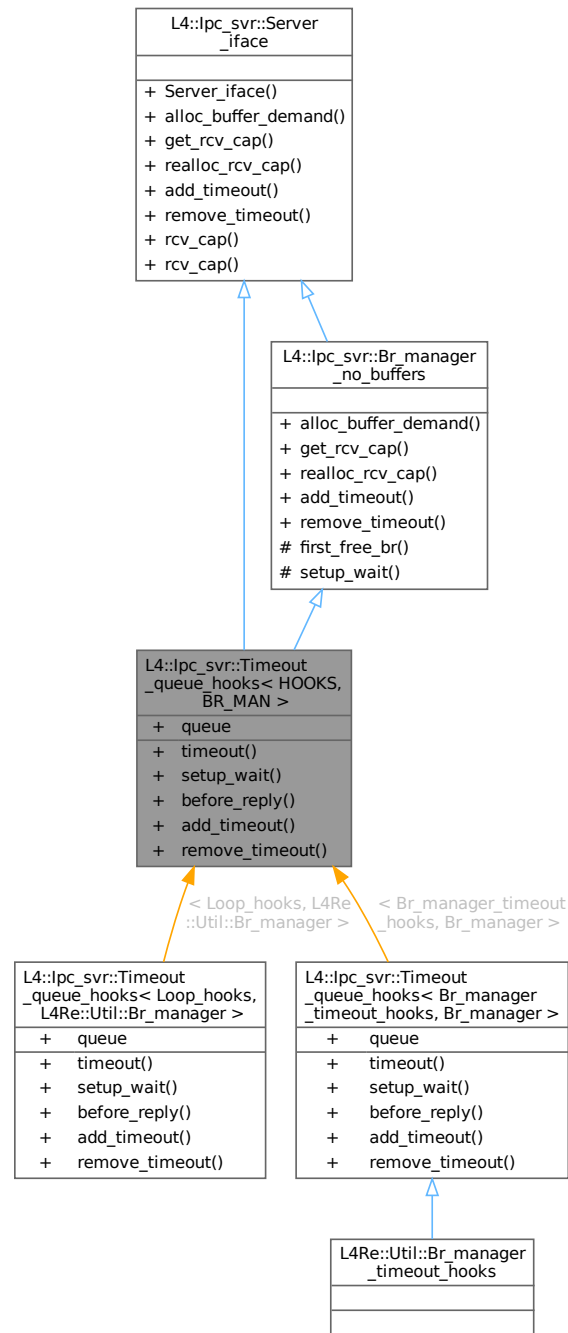 L4::Ipc_svr::Server
_iface
+ Server_iface()
+ alloc_buffer_demand()
+ get_rcv_cap()
+ realloc_rcv_cap()
+ add_timeout()
+ remove_timeout()
+ rcv_cap()
+ rcv_cap()
L4::Ipc_svr::Br_manager
_no_buffers
+ alloc_buffer_demand()
+ get_rcv_cap()
+ realloc_rcv_cap()
+ add_timeout()
+ remove_timeout()
# first_free_br()
# setup_wait()
L4::Ipc_svr::Timeout
_queue_hooks< HOOKS,
BR_MAN >
+ queue
+ timeout()
+ setup_wait()
+ before_reply()
+ add_timeout()
+ remove_timeout()
< Loop_hooks, L4Re
::Util::Br_manager >
< Br_manager_timeout
_hooks, Br_manager >
L4::Ipc_svr::Timeout
_queue_hooks< Loop_hooks,
L4Re::Util::Br_manager >
+ queue
+ timeout()
+ setup_wait()
+ before_reply()
+ add_timeout()
+ remove_timeout()
L4::Ipc_svr::Timeout
_queue_hooks< Br_manager
_timeout_hooks, Br_manager >
+ queue
+ timeout()
+ setup_wait()
+ before_reply()
+ add_timeout()
+ remove_timeout()
L4Re::Util::Br_manager
_timeout_hooks